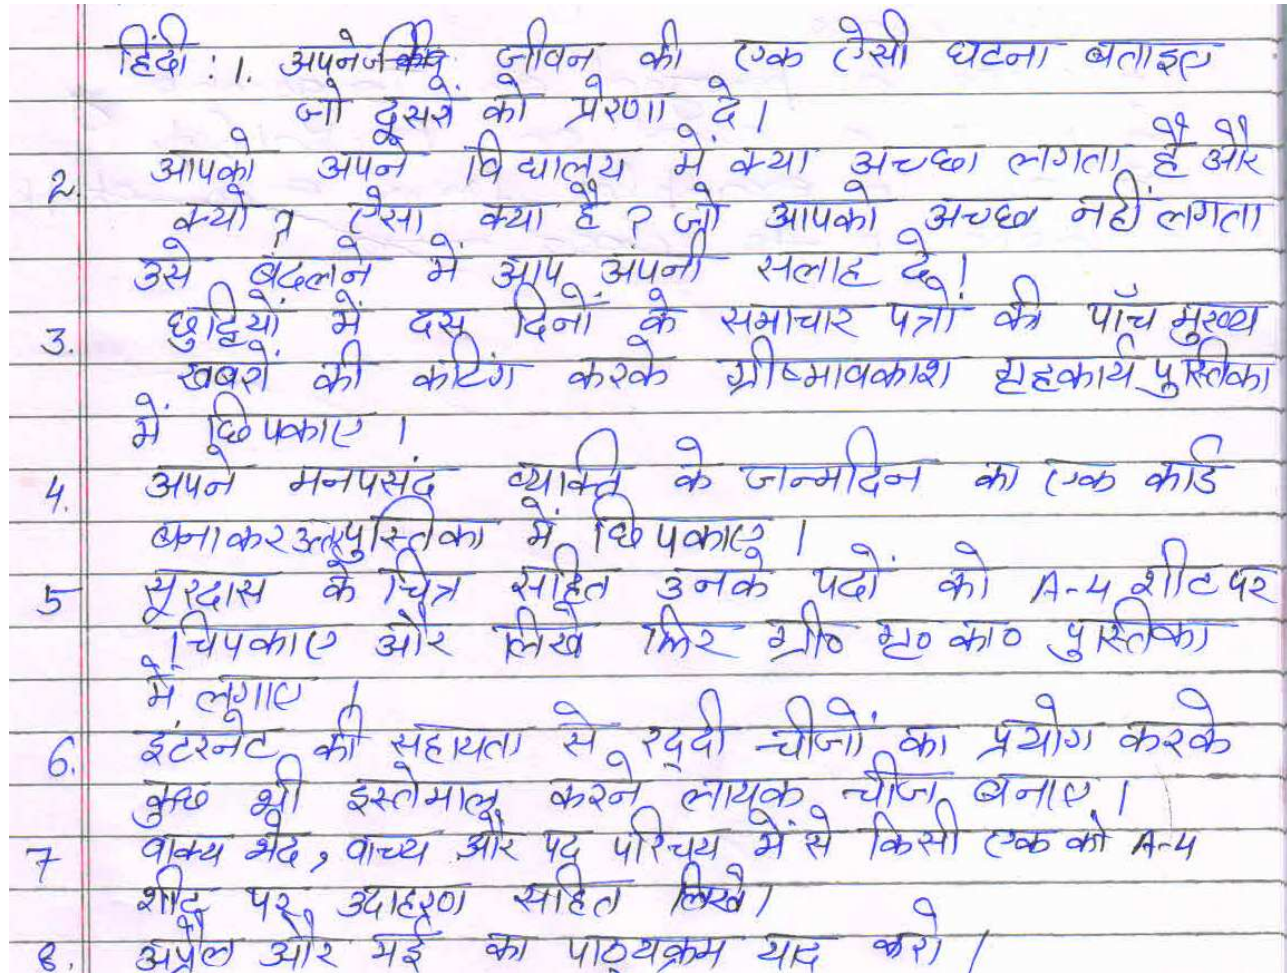 हिंदी : 1. अपने जीवन की एक ऐसी घटना बताइए
जो दूसरों को प्रेरणा दे।
2. आपको अपने विद्यालय में क्या अच्छा लगता है और
क्यों ? ऐसा क्या है ? जो आपको अच्छा नहीं लगता
उसे बदलने में आप अपनी सलाह दे।
3. छुट्टियों में दस दिनों के समाचार पत्रों की पाँच मुख्य
खबरों की कटिंग करके ग्रीष्मावकाश गृहकार्य पुस्तिका
में छिपकाए ।
4. अपने मनपसंद व्यक्ति के जन्मदिन का एक कार्ड
बनाकर पुस्तिका में छिपकाए ।
5 सूरदास के चित्र सहित उनके पदों को A-4 शीट पर
चिपकाए और लिखे फिर ग्री० गृ० का० पुस्तिका
में लगाए ।
6. इंटरनेट की सहायता से रद्दी चीजों का प्रयोग करके
कुछ भी इस्तेमाल करने लायक चीज बनाए ।
7 वाक्य भेद, वाच्य और पद परिचय में से किसी एक को A-4
शीट पर उदाहरण सहित लिखे।
8. अप्रैल और मई का पाठ्यक्रम याद करो ।